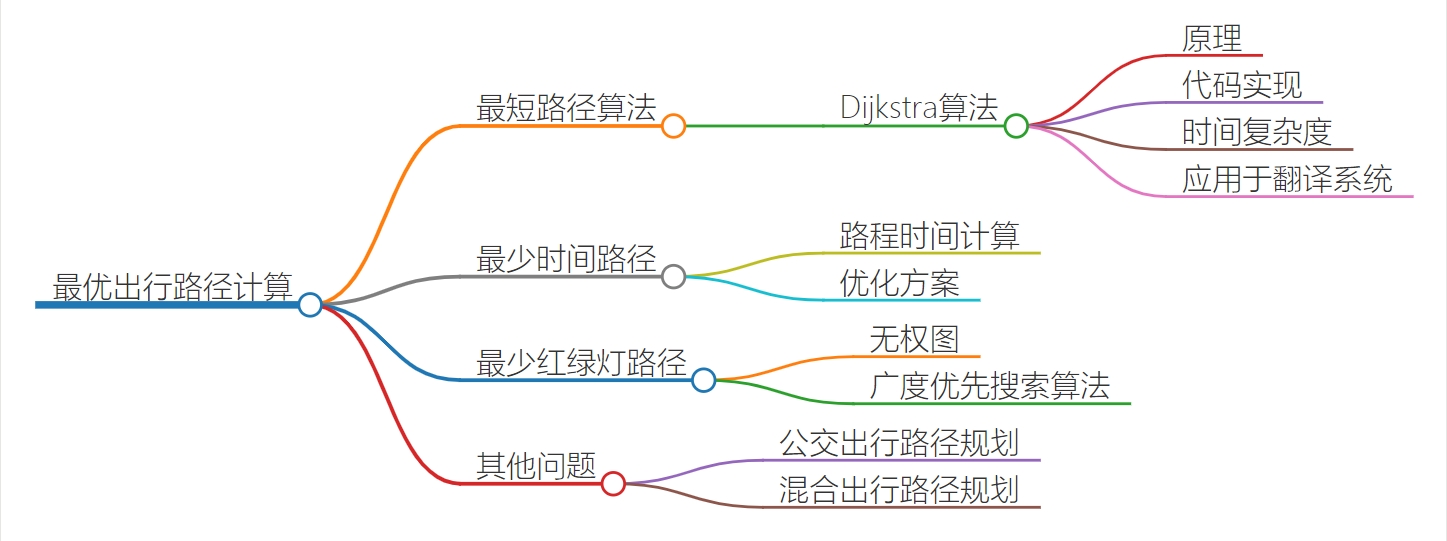 最优出行路径计算
最短路径算法
Dijkstra算法
原理
代码实现
时间复杂度
应用于翻译系统
最少时间路径
路程时间计算
优化方案
最少红绿灯路径
无权图
广度优先搜索算法
其他问题
公交出行路径规划
混合出行路径规划